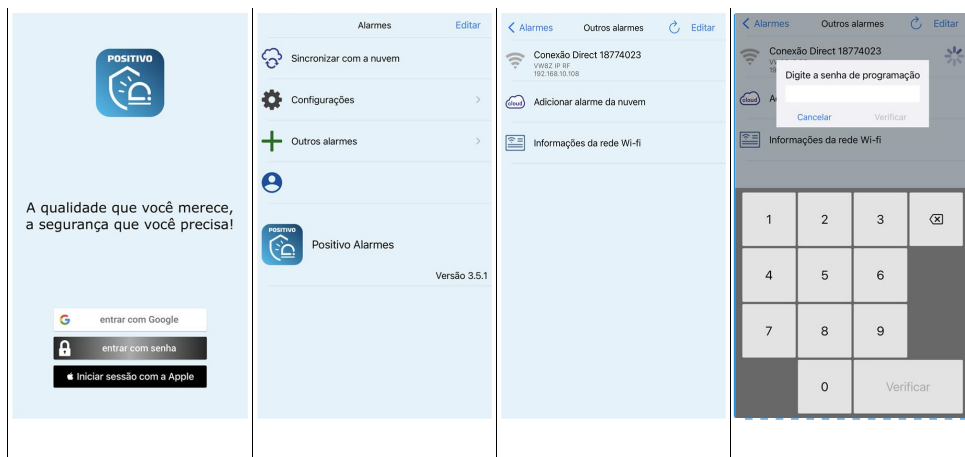 POSITIVO
A qualidade que você merece,
a segurança que você precisa!
G entrar com Google
entrar com senha
Iniciar sessão com a Apple
Alarmes
Editar
Sincronizar com a nuvem
Configurações
Outros alarmes
POSITIVO
Positivo Alarmes
Versão 3.5.1
Alarmes
Outros alarmes
Editar
Conexão Direct 18774023
VW8Z IP RF
192.168.10.108
cloud Adicionar alarme da nuvem
Informações da rede Wi-fi
Alarmes
Outros alarmes
Editar
Conexão Direct 18774023
Digite a senha de programação
cloud
Cancelar
Verificar
Informações da rede Wi-fi
1 2 3
4 5 6
7 8 9
0 Verificar